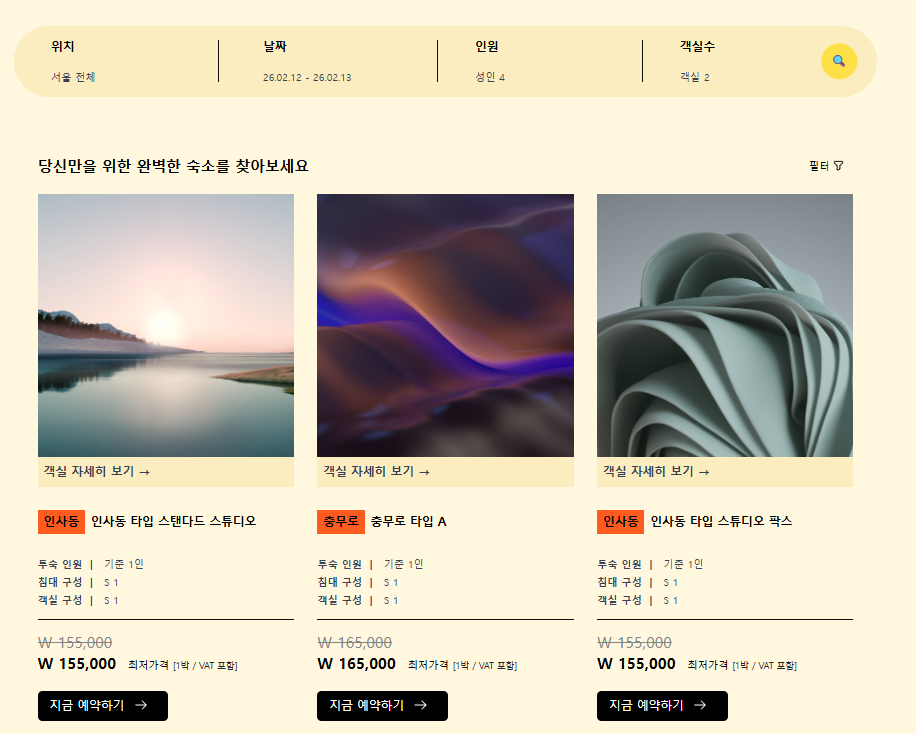 위치 날짜 인원 객실수
서울 전체 26.02.12 - 26.02.13 성인 4 객실 2
당신만을 위한 완벽한 숙소를 찾아보세요 필터
객실 자세히 보기 → 객실 자세히 보기 → 객실 자세히 보기 →
인사동 인사동 타입 스탠다드 스튜디오 충무로 충무로 타입 A 인사동 인사동 타입 스튜디오 팍스
투숙 인원 | 기준 1인 투숙 인원 | 기준 1인 투숙 인원 | 기준 1인
침대 구성 | S 1 침대 구성 | S 1 침대 구성 | S 1
객실 구성 | S 1 객실 구성 | S 1 객실 구성 | S 1
₩ 155,000 ₩ 165,000 ₩ 155,000
₩ 155,000 최저가격 [1박 / VAT 포함] ₩ 165,000 최저가격 [1박 / VAT 포함] ₩ 155,000 최저가격 [1박 / VAT 포함]
지금 예약하기 → 지금 예약하기 → 지금 예약하기 →